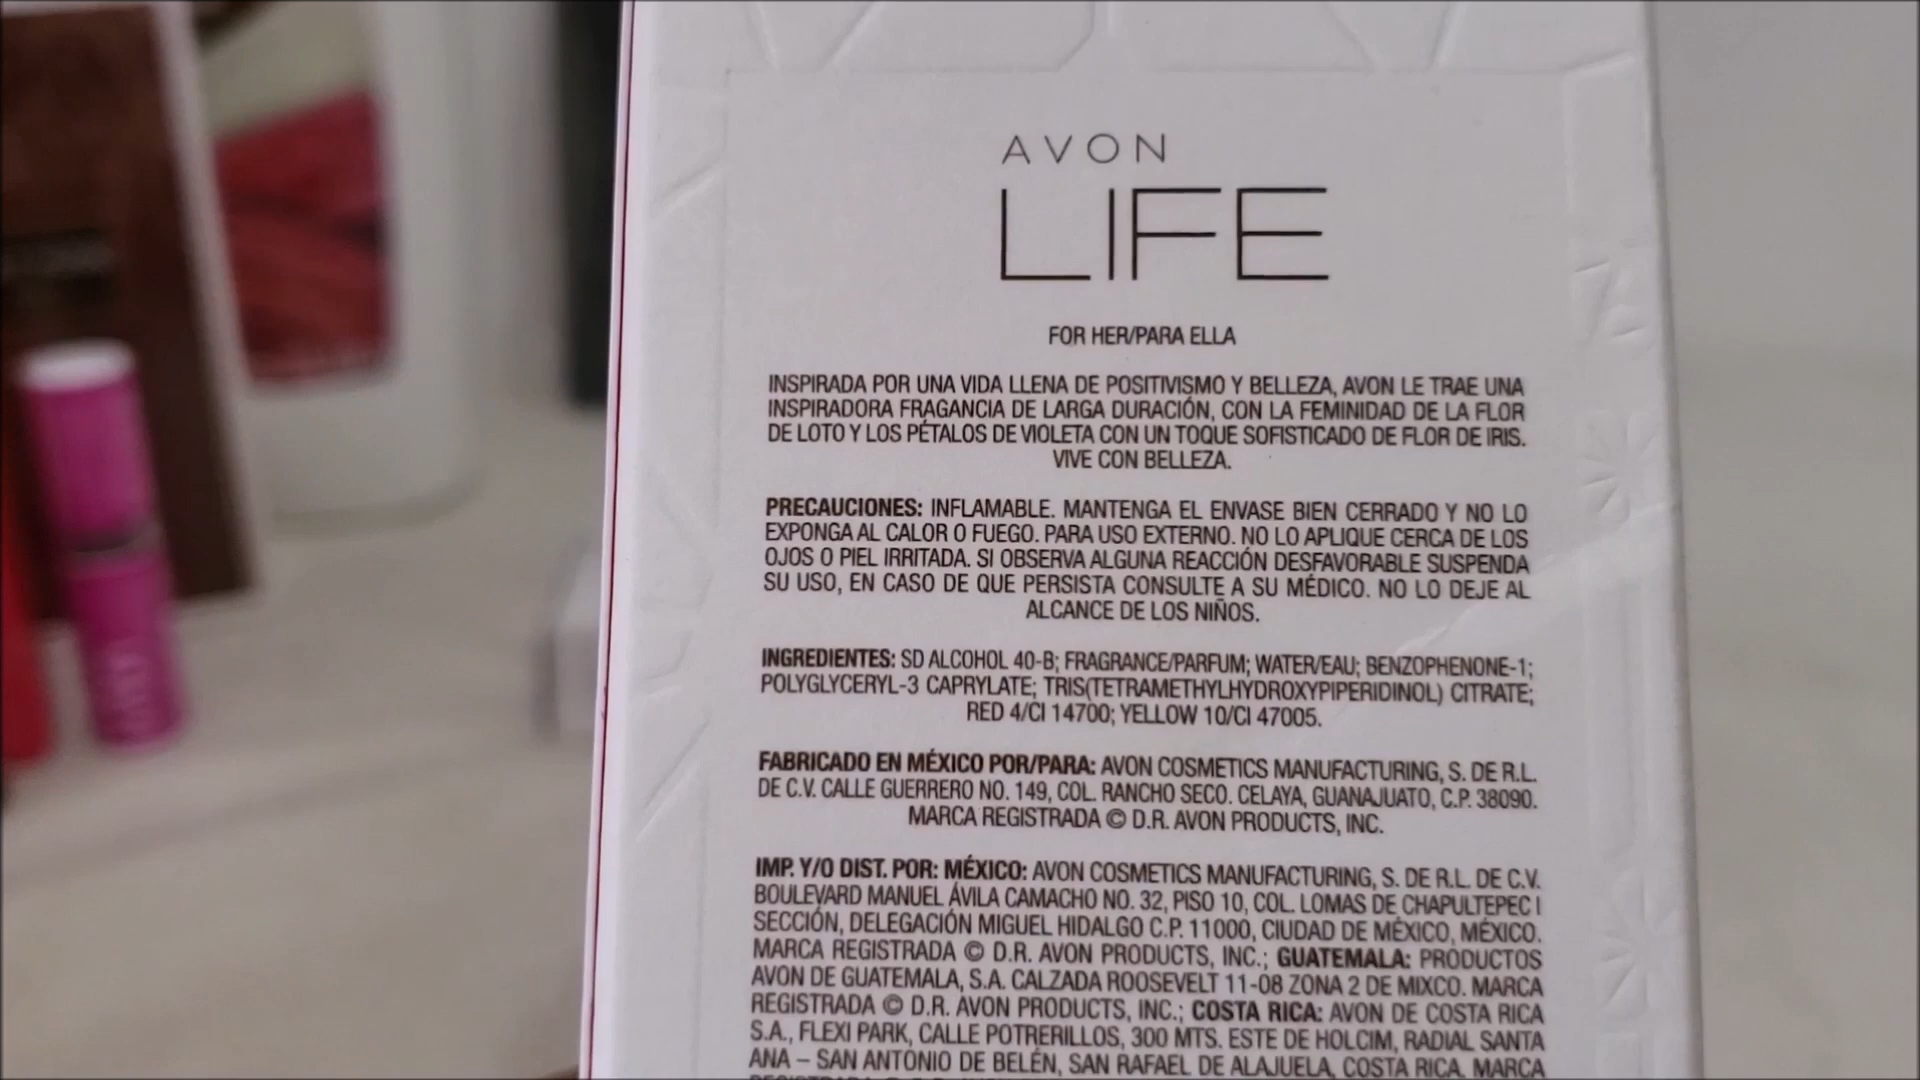 AVON
LIFE
FOR HER/PARA ELLA
INSPIRADA POR UNA VIDA LLENA DE POSITIVISMO Y BELLEZA, AVON LE TRAE UNA
INSPIRADORA FRAGANCIA DE LARGA DURACIÓN, CON LA FEMINIDAD DE LA FLOR
DE LOTO Y LOS PÉTALOS DE VIOLETA CON UN TOQUE SOFISTICADO DE FLOR DE IRIS.
VIVE CON BELLEZA.
PRECAUCIONES: INFLAMABLE. MANTENGA EL ENVASE BIEN CERRADO Y NO LO
EXPONGA AL CALOR O FUEGO. PARA USO EXTERNO. NO LO APLIQUE CERCA DE LOS
OJOS O PIEL IRRITADA. SI OBSERVA ALGUNA REACCIÓN DESFAVORABLE SUSPENDA
SU USO, EN CASO DE QUE PERSISTA CONSULTE A SU MÉDICO. NO LO DEJE AL
ALCANCE DE LOS NIÑOS.
INGREDIENTES: SD ALCOHOL 40-B; FRAGRANCE/PARFUM; WATER/EAU; BENZOPHENONE-1;
POLYGLYCERYL-3 CAPRYLATE; TRIS(TETRAMETHYLHYDROXYPIPERIDINOL) CITRATE;
RED 4/CI 14700; YELLOW 10/CI 47005.
FABRICADO EN MÉXICO POR/PARA: AVON COSMETICS MANUFACTURING, S. DE R.L.
DE C.V. CALLE GUERRERO NO. 149, COL. RANCHO SECO. CELAYA, GUANAJUATO, C.P. 38090.
MARCA REGISTRADA © D.R. AVON PRODUCTS, INC.
IMP. Y/O DIST. POR: MÉXICO: AVON COSMETICS MANUFACTURING, S. DE R.L. DE C.V.
BOULEVARD MANUEL ÁVILA CAMACHO NO. 32, PISO 10, COL. LOMAS DE CHAPULTEPEC I
SECCIÓN, DELEGACIÓN MIGUEL HIDALGO C.P. 11000, CIUDAD DE MÉXICO, MÉXICO.
MARCA REGISTRADA © D.R. AVON PRODUCTS, INC.; GUATEMALA: PRODUCTOS
AVON DE GUATEMALA, S.A. CALZADA ROOSEVELT 11-08 ZONA 2 DE MIXCO. MARCA
REGISTRADA © D.R. AVON PRODUCTS, INC.; COSTA RICA: AVON DE COSTA RICA
S.A., FLEXI PARK, CALLE POTRERILLOS, 300 MTS. ESTE DE HOLCIM, RADIAL SANTA
ANA – SAN ANTONIO DE BELÉN, SAN RAFAEL DE ALAJUELA, COSTA RICA. MARCA